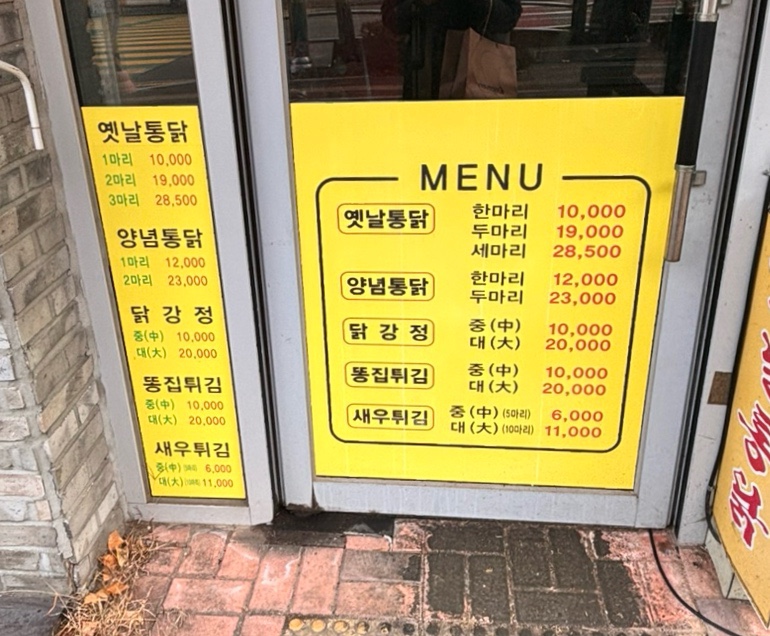 옛날통닭
1마리 10,000
2마리 19,000
3마리 28,500
양념통닭
1마리 12,000
2마리 23,000
닭 강 정
중(中) 10,000
대(大) 20,000
똥집튀김
중(中) 10,000
대(大) 20,000
새우튀김
중(中) 6,000
대(大) 11,000
MENU
옛날통닭 한마리 10,000
두마리 19,000
세마리 28,500
양념통닭 한마리 12,000
두마리 23,000
닭 강 정 중(中) 10,000
대(大) 20,000
똥집튀김 중(中) 10,000
대(大) 20,000
새우튀김 중(中)(5마리) 6,000
대(大)(10마리) 11,000